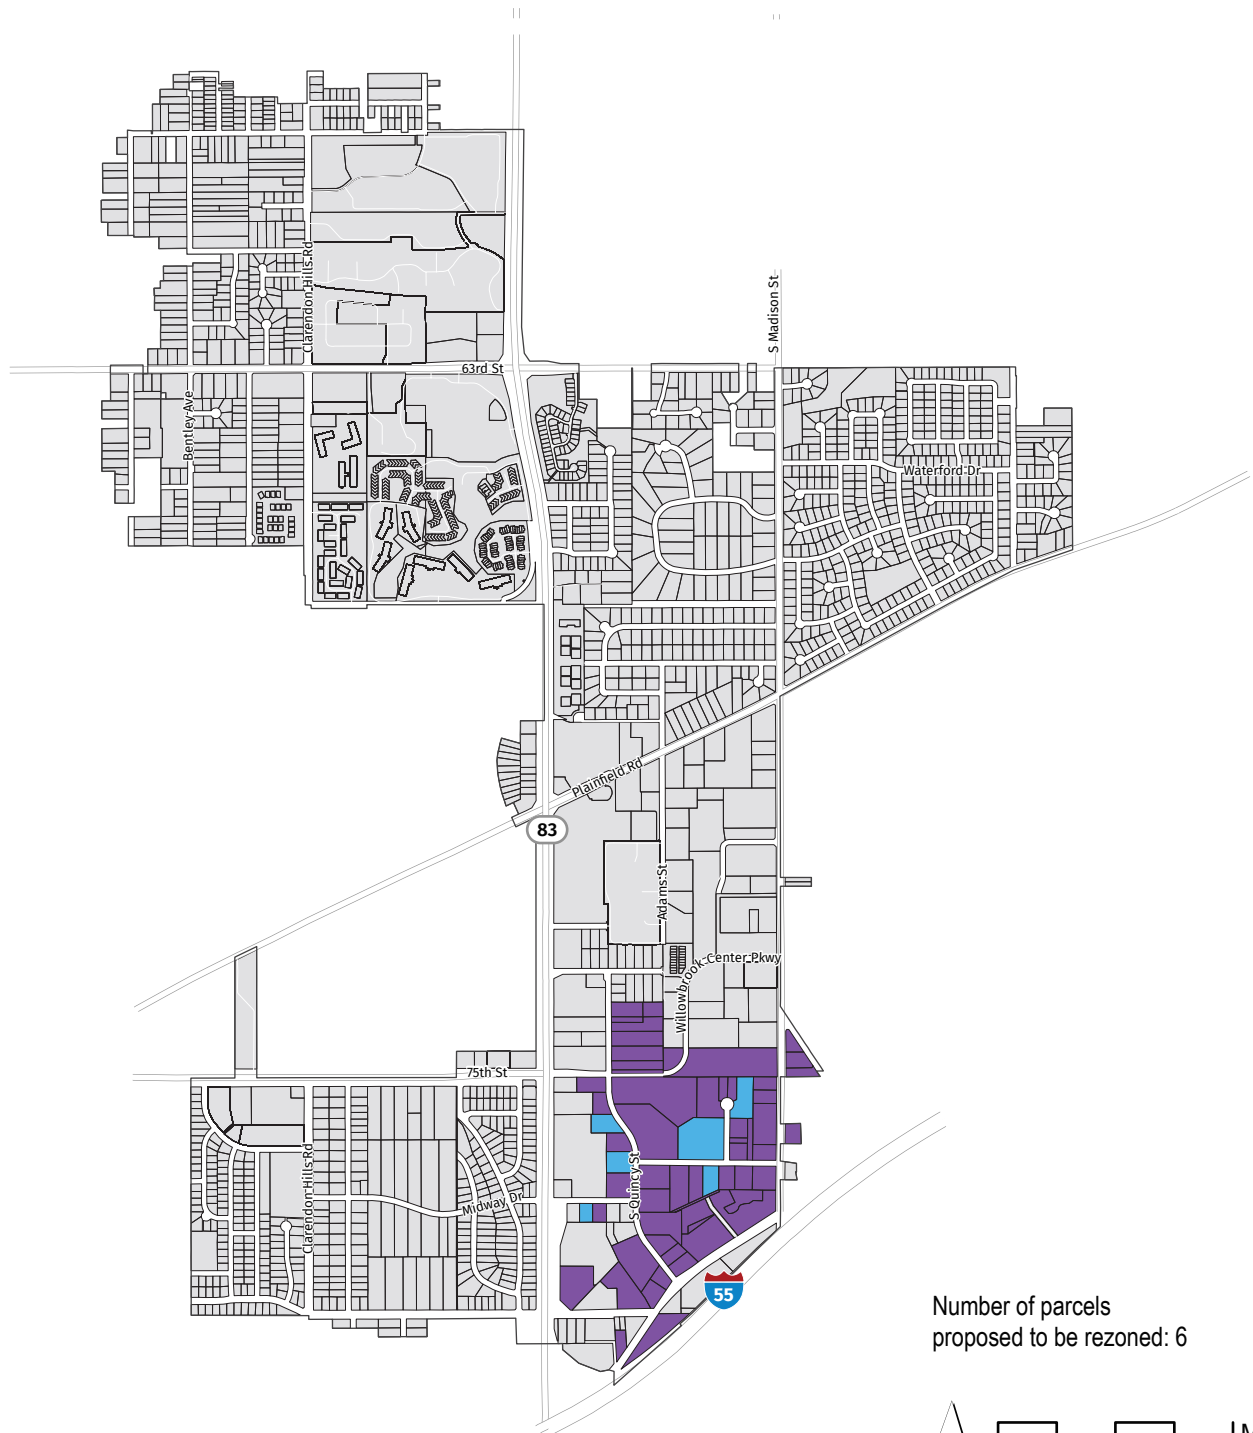 S Madison St
Clarendon Hills Rd
63rd St
Bentley Ave
Waterford Dr
Plainfield Rd
83
Adams St
Willowbrook Center Pkwy
75th St
Clarendon Hills Rd
S Quincy St
Midway Dr
55
Number of parcels
proposed to be rezoned: 6